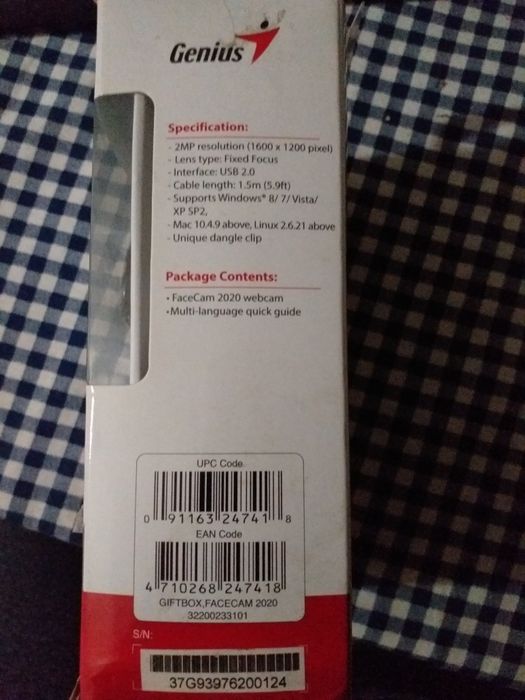 Genius
Specification:
- 2MP resolution (1600 x 1200 pixel)
- Lens type: Fixed Focus
- Interface: USB 2.0
- Cable length: 1.5m (5.9ft)
- Supports Windows® 8/ 7/ Vista/
XP SP2,
- Mac 10.4.9 above, Linux 2.6.21 above
- Unique dangle clip
Package Contents:
• FaceCam 2020 webcam
•Multi-language quick guide
UPC Code
0 91163 24741 8
EAN Code
4 710268 247418
GIFTBOX,FACECAM 2020
32200233101
S/N:
37G93976200124